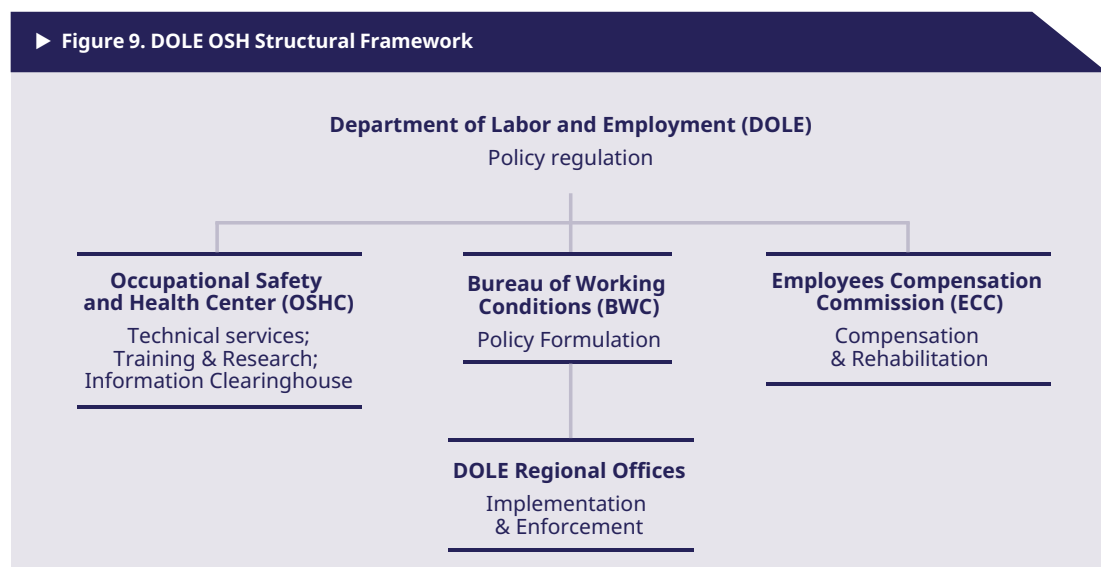 ▶ Figure 9. DOLE OSH Structural Framework
Department of Labor and Employment (DOLE)
Policy regulation
Occupational Safety
and Health Center (OSHC)
Technical services;
Training & Research;
Information Clearinghouse
Bureau of Working
Conditions (BWC)
Policy Formulation
Employees Compensation
Commission (ECC)
Compensation
& Rehabilitation
DOLE Regional Offices
Implementation
& Enforcement